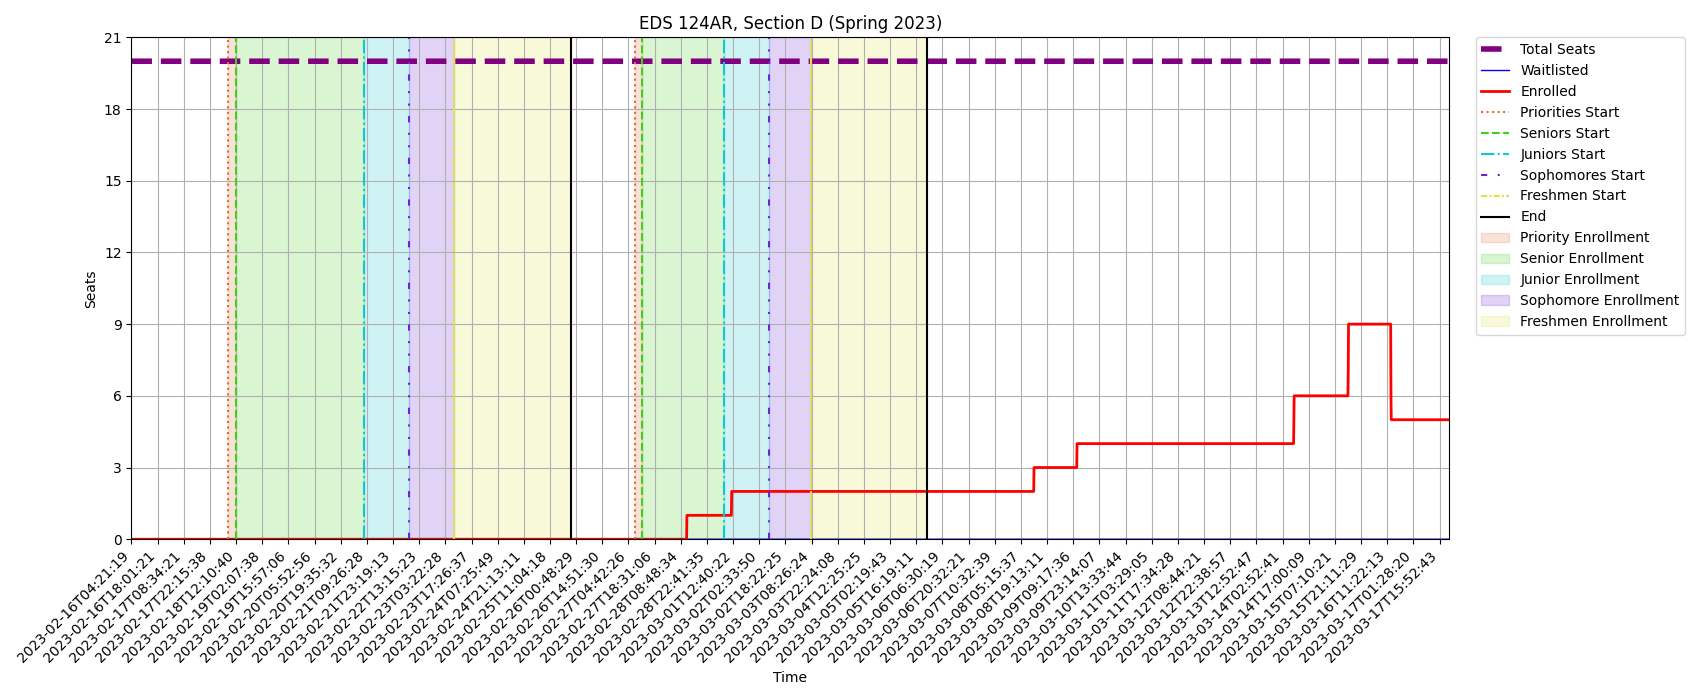 EDS 124AR, Section D (Spring 2023)
21
18
15
12
9
6
3
0
Seats
2023-02-16T04:21:19
2023-02-16T18:01:21
2023-02-17T08:34:21
2023-02-17T22:15:38
2023-02-18T12:10:40
2023-02-19T02:07:38
2023-02-19T15:57:06
2023-02-20T05:52:56
2023-02-20T19:35:32
2023-02-21T09:26:28
2023-02-21T23:19:13
2023-02-22T13:15:23
2023-02-23T03:22:28
2023-02-23T17:26:37
2023-02-24T07:25:49
2023-02-24T21:13:11
2023-02-25T11:04:18
2023-02-26T00:48:29
2023-02-26T14:51:30
2023-02-27T04:42:26
2023-02-27T18:31:06
2023-02-28T08:48:34
2023-02-28T22:41:35
2023-03-01T12:40:22
2023-03-02T02:33:50
2023-03-02T18:22:25
2023-03-03T08:26:24
2023-03-03T22:24:08
2023-03-04T12:25:25
2023-03-05T02:19:43
2023-03-05T16:19:11
2023-03-06T06:30:19
2023-03-06T20:32:21
2023-03-07T10:32:39
2023-03-08T05:15:37
2023-03-08T19:13:11
2023-03-09T09:17:36
2023-03-09T23:14:07
2023-03-10T13:33:44
2023-03-11T03:29:05
2023-03-11T17:34:28
2023-03-12T08:44:21
2023-03-12T22:38:57
2023-03-13T12:52:47
2023-03-14T02:52:41
2023-03-14T17:00:09
2023-03-15T07:10:21
2023-03-15T21:11:29
2023-03-16T11:22:13
2023-03-17T01:28:20
2023-03-17T15:52:43
Time
Total Seats
Waitlisted
Enrolled
Priorities Start
Seniors Start
Juniors Start
Sophomores Start
Freshmen Start
End
Priority Enrollment
Senior Enrollment
Junior Enrollment
Sophomore Enrollment
Freshmen Enrollment